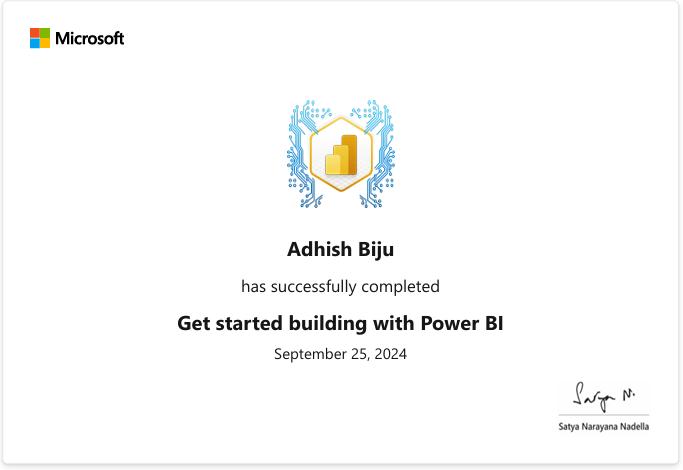 Microsoft
Adhish Biju
has successfully completed
Get started building with Power BI
September 25, 2024
Satya N.
Satya Narayana Nadella